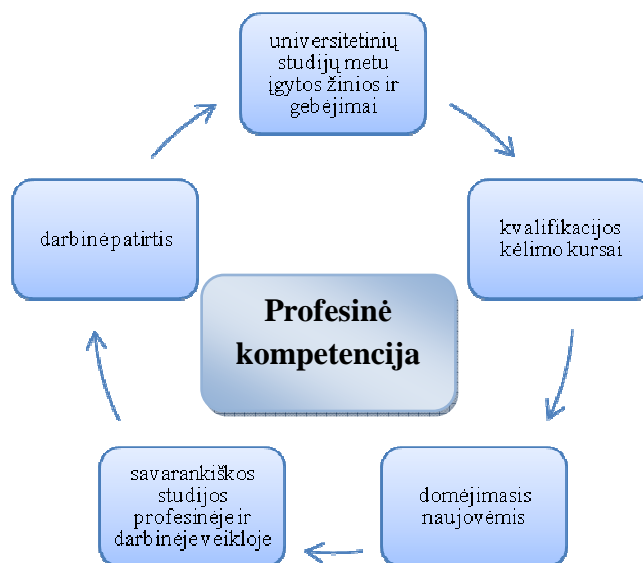 universitetinių
studijų metu
įgytos žinios ir
gebėjimai
kvalifikacijos
kėlimo kursai
domėjimasis
naujovėmis
savarankiškos
studijos
profesinėje ir
darbinėje veikloje
darbinė patirtis
Profesinė
kompetencija